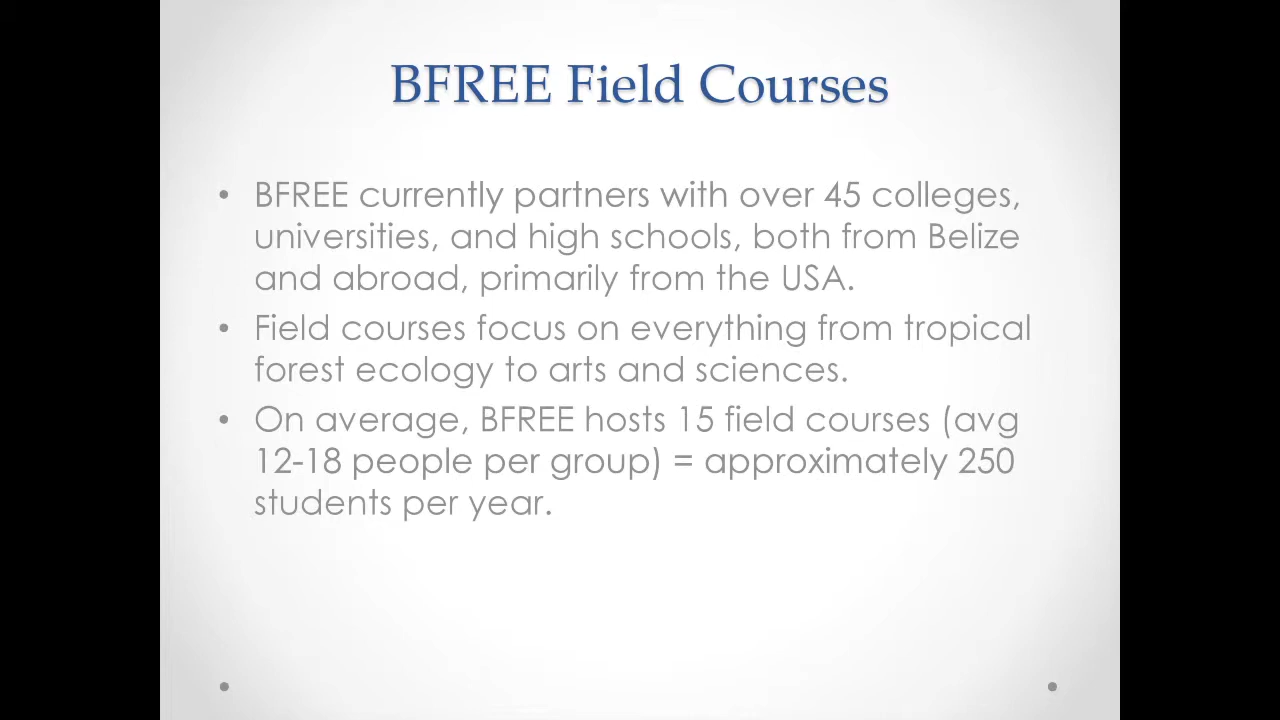 BFREE Field Courses
• BFREE currently partners with over 45 colleges,
universities, and high schools, both from Belize
and abroad, primarily from the USA.
• Field courses focus on everything from tropical
forest ecology to arts and sciences.
• On average, BFREE hosts 15 field courses (avg
12-18 people per group) = approximately 250
students per year.